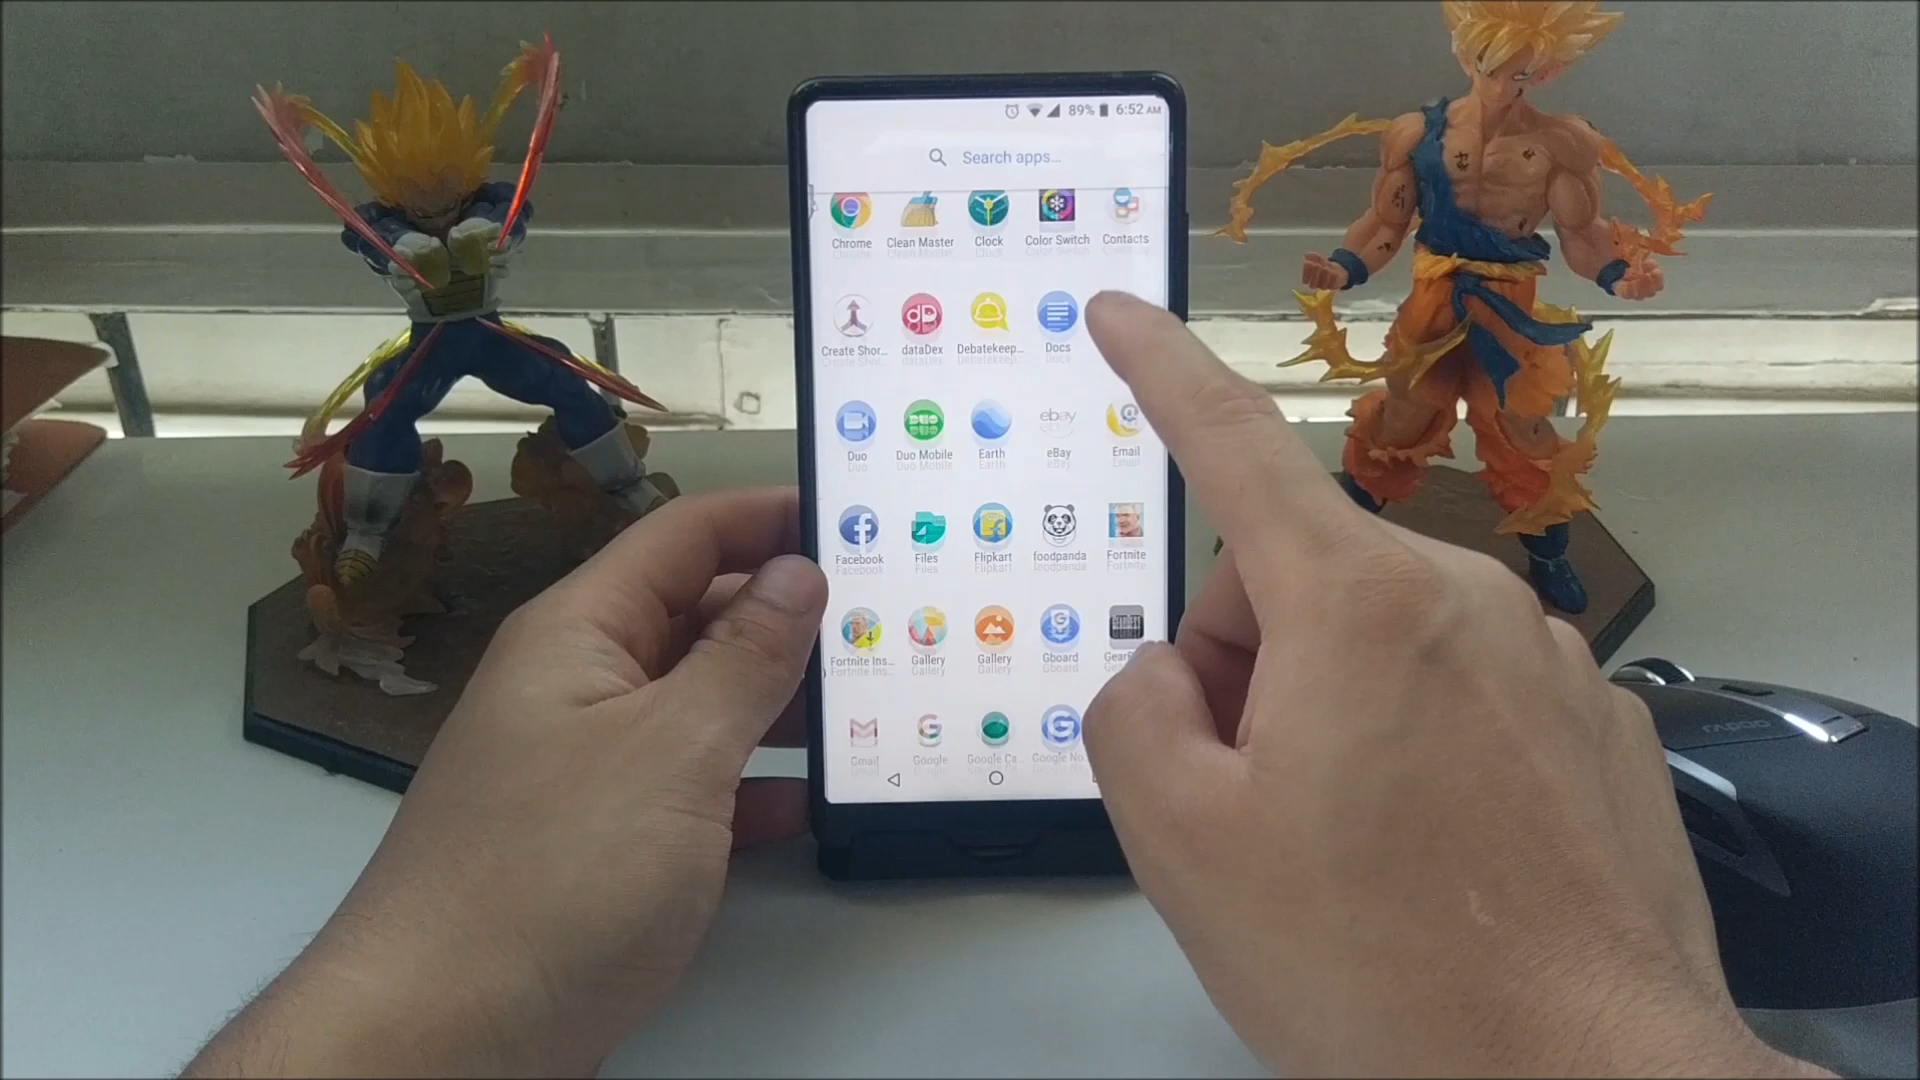 89% 6:52 AM
Search apps...
Chrome Clean Master Clock Color Switch Contacts
Create Shor... dataDex Debatekeep... Docs
Duo Duo Mobile Earth eBay Email
Facebook Files Flipkart foodpanda Fortnite
Fortnite Ins... Gallery Gallery Gboard
Gmail Google Google Ca... Google No
rapoo